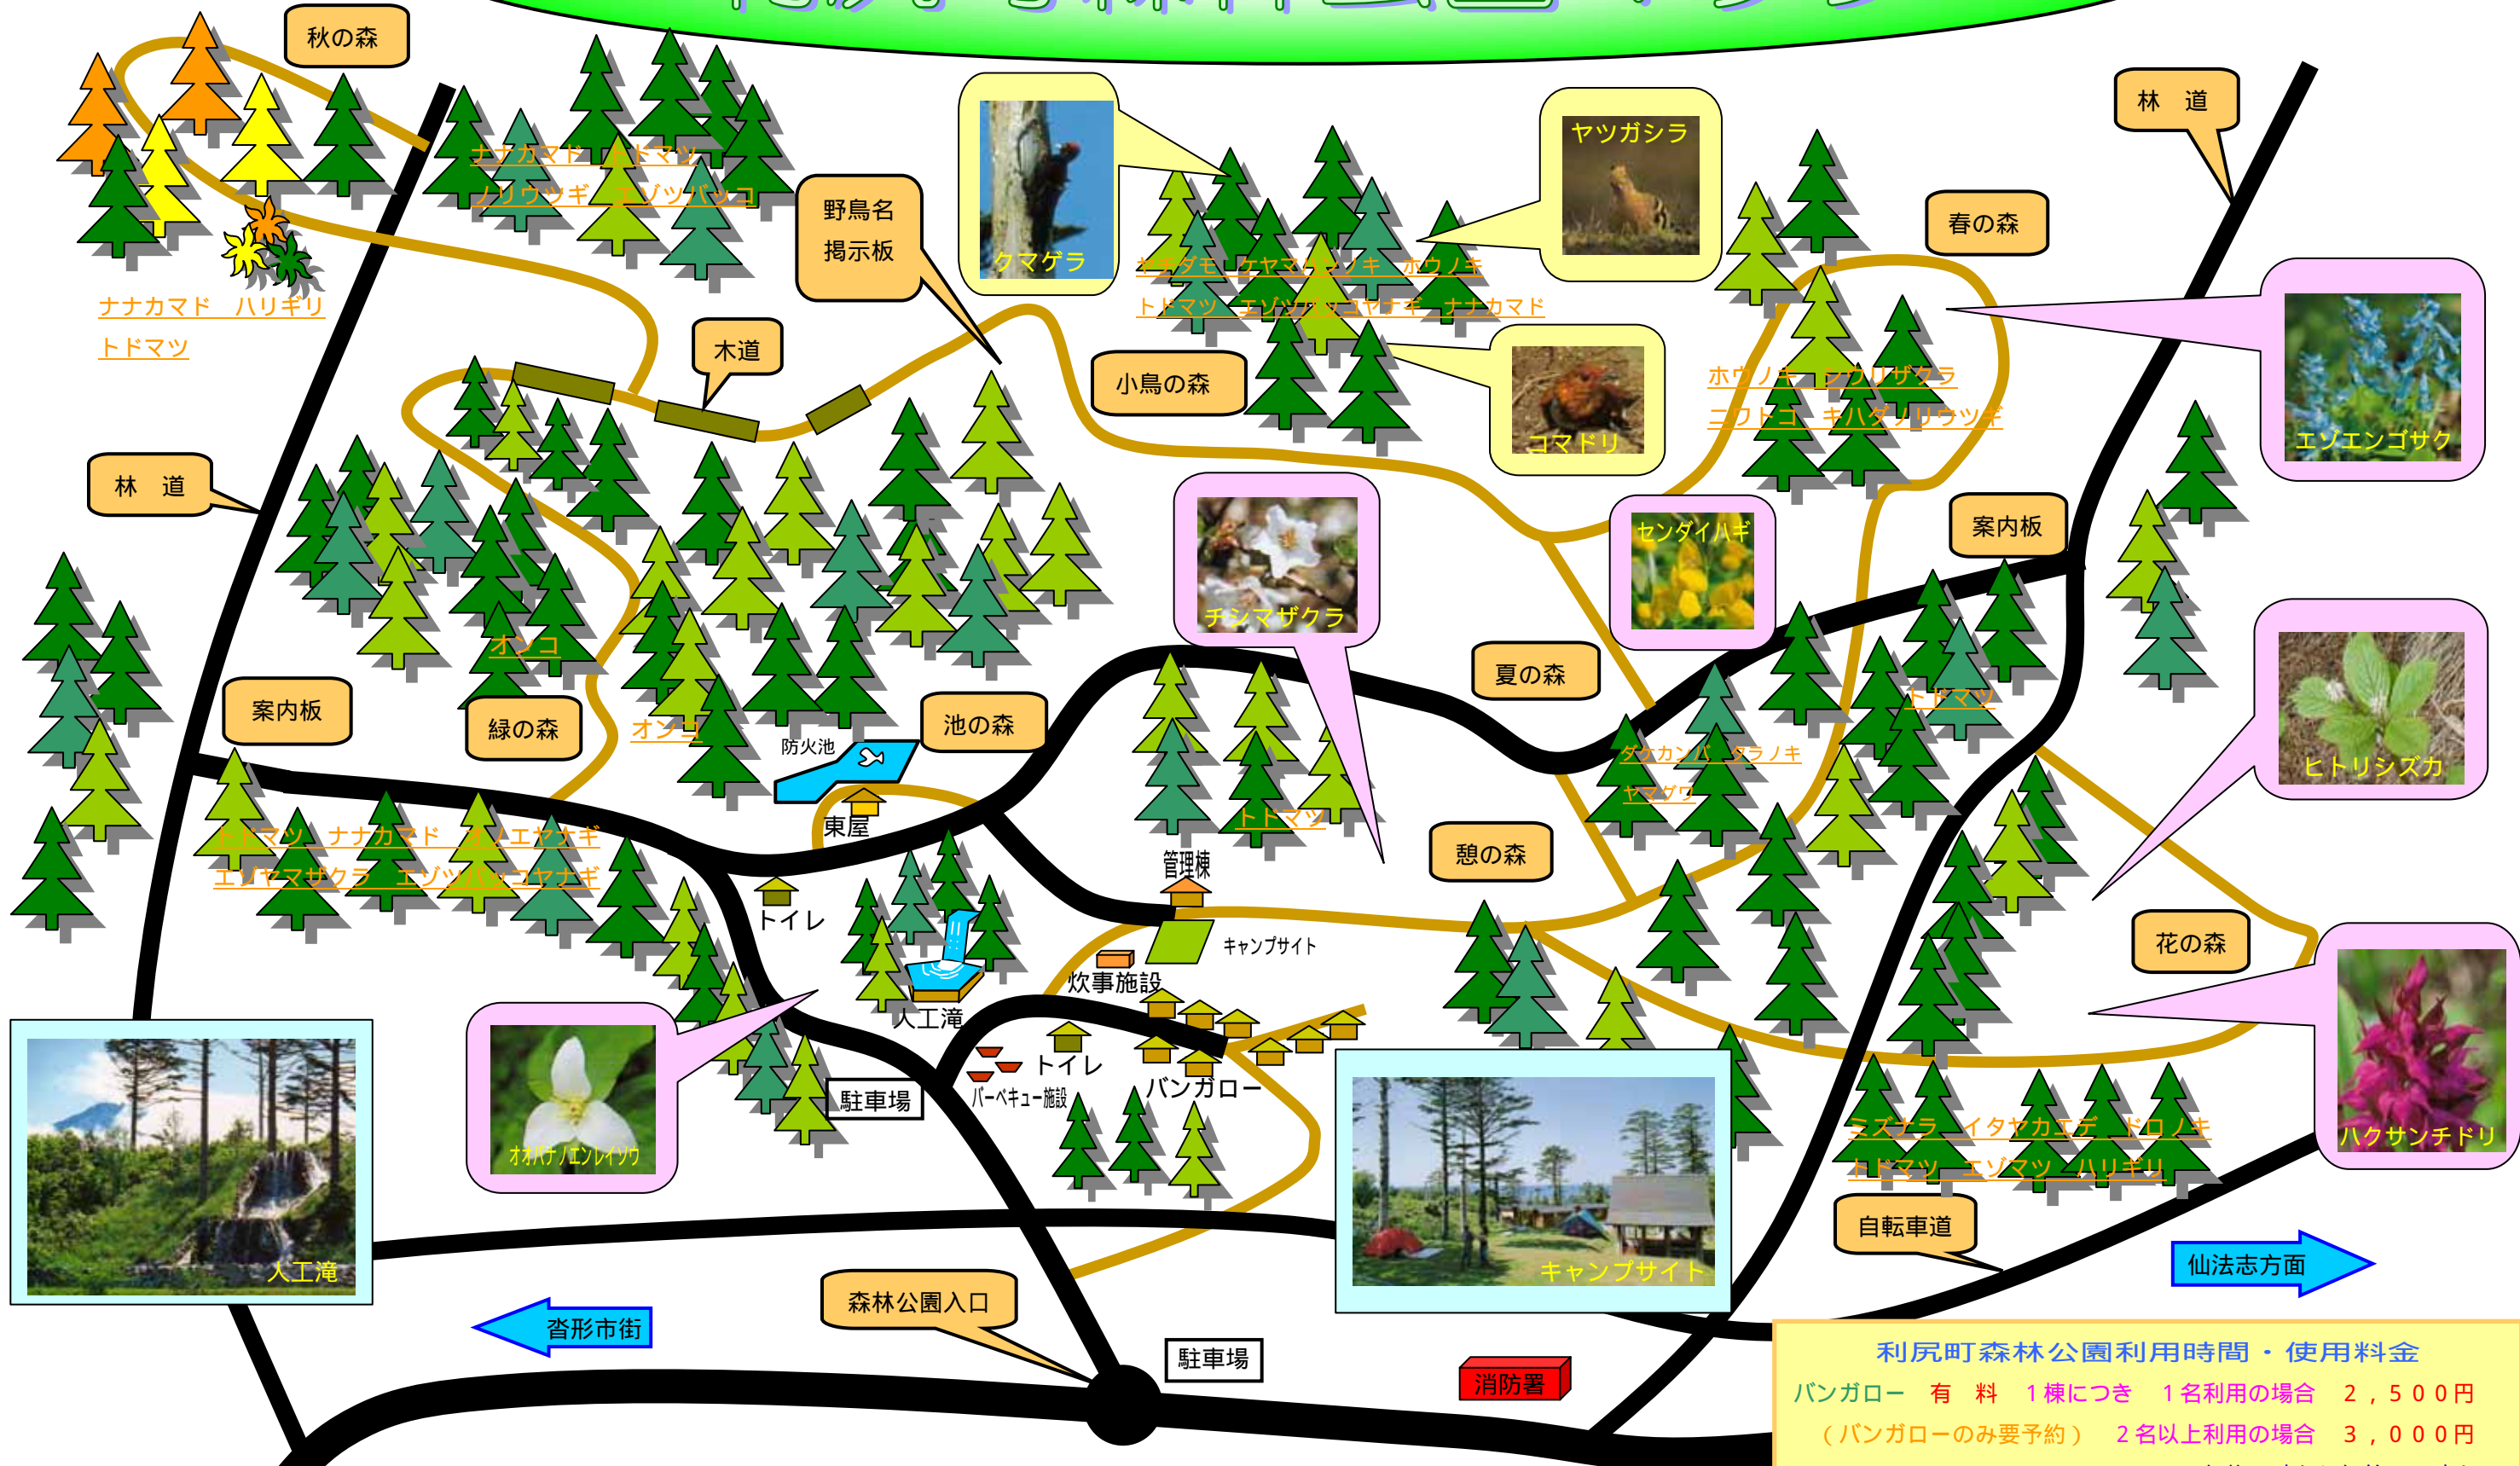 秋の森
ナナカマド　トドマツ
ノリウツギ　エゾツバッコ
野鳥名
掲示板
クマゲラ
ヤツガシラ
林　道
春の森
ヤチダモ　ケヤマハンノキ　ホウノキ
トドマツ　エゾツバッコヤナギ　ナナカマド
ナナカマド　ハリギリ
トドマツ
木道
小鳥の森
コマドリ
ホウノキ　シウリザクラ
ニワトコ　キハダノリウツギ
エゾエンゴサク
林　道
チシマザクラ
センダイハギ
案内板
オンコ
案内板
緑の森
オンコ
防火池
池の森
夏の森
トドマツ
ヒトリシズカ
ダケカンバ　タラノキ
ヤマグワ
東屋
トドマツ
トドマツ　ナナカマド　オノエヤナギ
エゾヤマザクラ　エゾツバッコヤナギ
管理棟
憩の森
トイレ
キャンプサイト
炊事施設
花の森
人工滝
トイレ
バーベキュー施設
バンガロー
駐車場
オオバナノエンレイソウ
ミズナラ　イタヤカエデ　ドロノキ
トドマツ　エゾマツ　ハリギリ
ハクサンチドリ
人工滝
キャンプサイト
自転車道
仙法志方面
沓形市街
森林公園入口
駐車場
消防署
利尻町森林公園利用時間・使用料金
バンガロー　有　料　１棟につき　１名利用の場合　２，５００円
（バンガローのみ要予約）　２名以上利用の場合　３，０００円